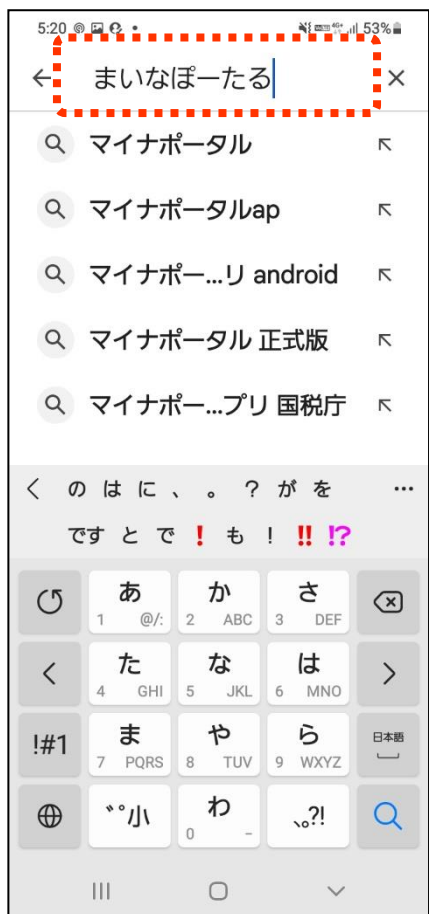 5:20 53%
まいなぽーたる
マイナポータル
マイナポータルap
マイナポー...リ android
マイナポータル 正式版
マイナポー...プリ 国税庁
の は に 、 。 ? が を ...
です と で ❗ も ! ‼ ⁉
あ 1 @/: か 2 ABC さ 3 DEF
た 4 GHI な 5 JKL は 6 MNO
!#1 ま 7 PQRS や 8 TUV ら 9 WXYZ 日本語
゛゜小 わ 0 - 、。?!